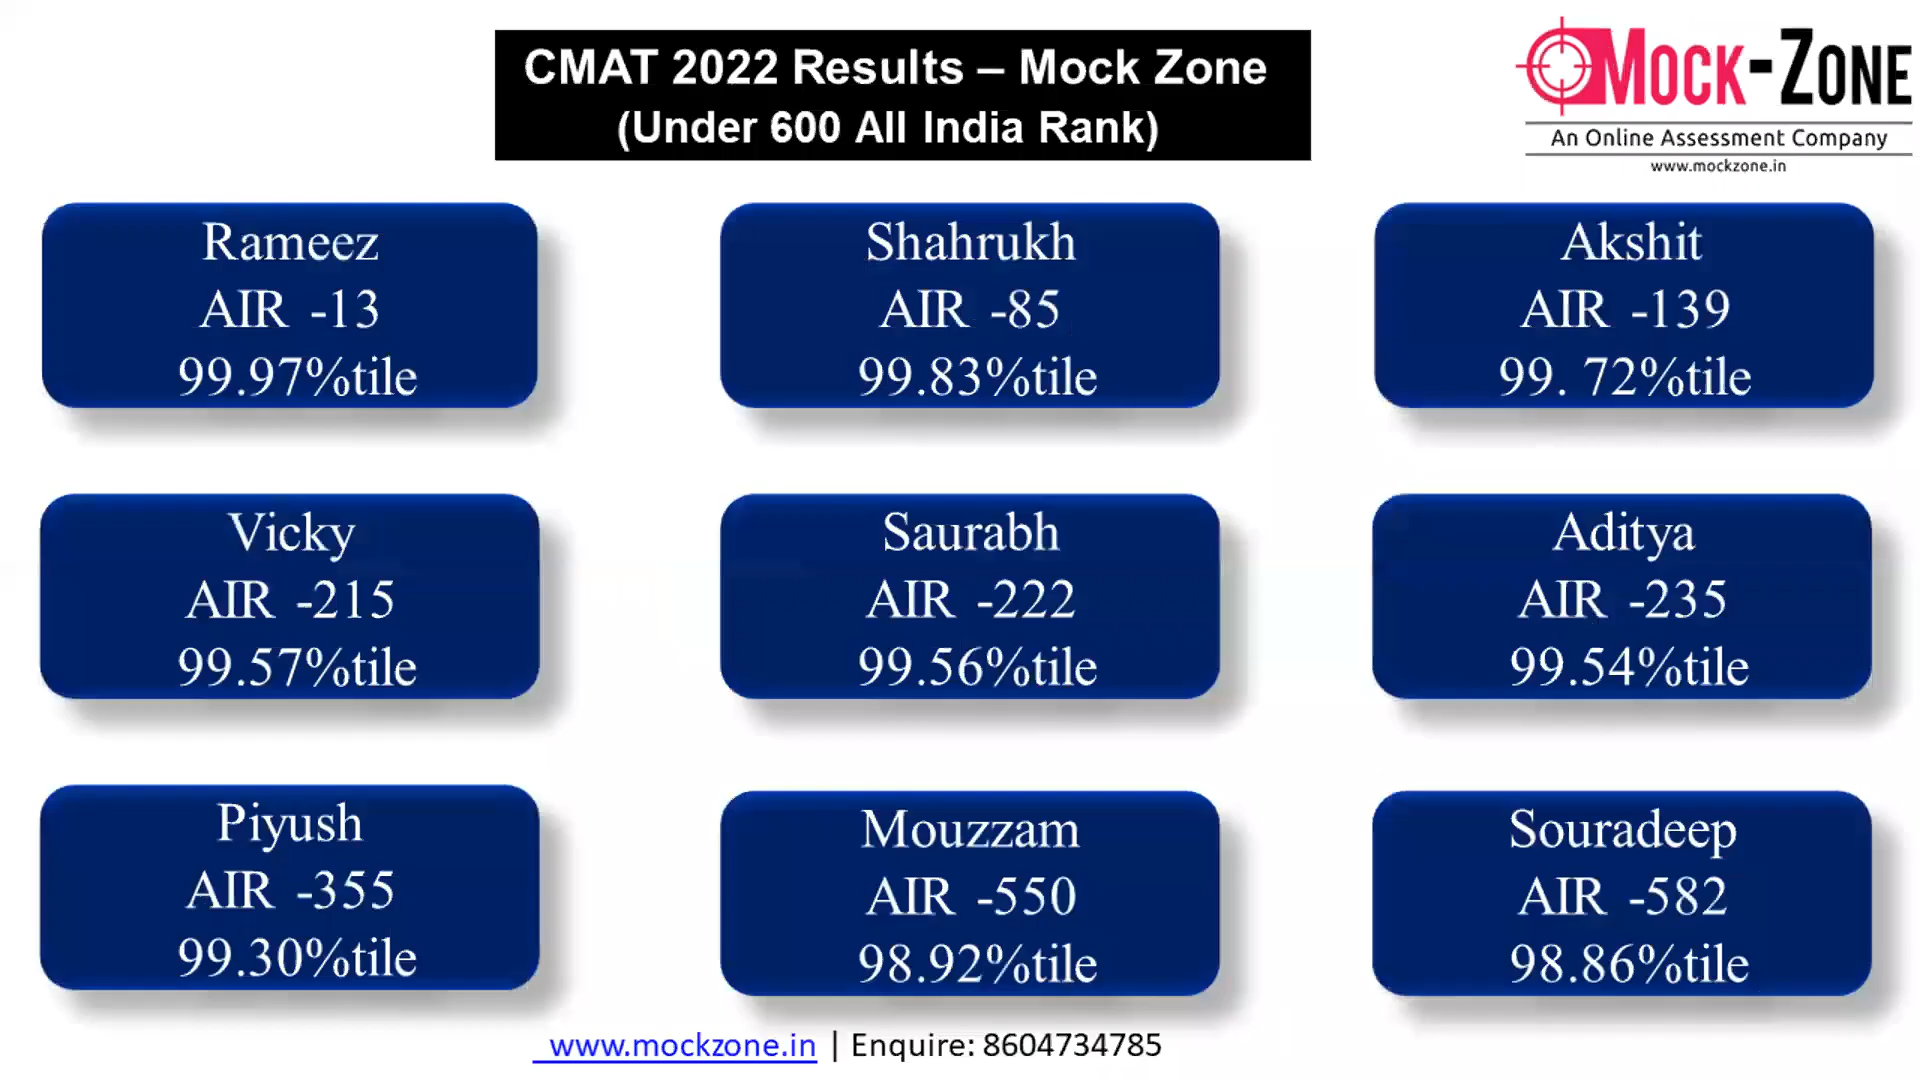 CMAT 2022 Results – Mock Zone
(Under 600 All India Rank)
Mock-Zone
An Online Assessment Company
www.mockzone.in
Rameez
AIR -13
99.97%tile
Shahrukh
AIR -85
99.83%tile
Akshit
AIR -139
99. 72%tile
Vicky
AIR -215
99.57%tile
Saurabh
AIR -222
99.56%tile
Aditya
AIR -235
99.54%tile
Piyush
AIR -355
99.30%tile
Mouzzam
AIR -550
98.92%tile
Souradeep
AIR -582
98.86%tile
www.mockzone.in | Enquire: 8604734785